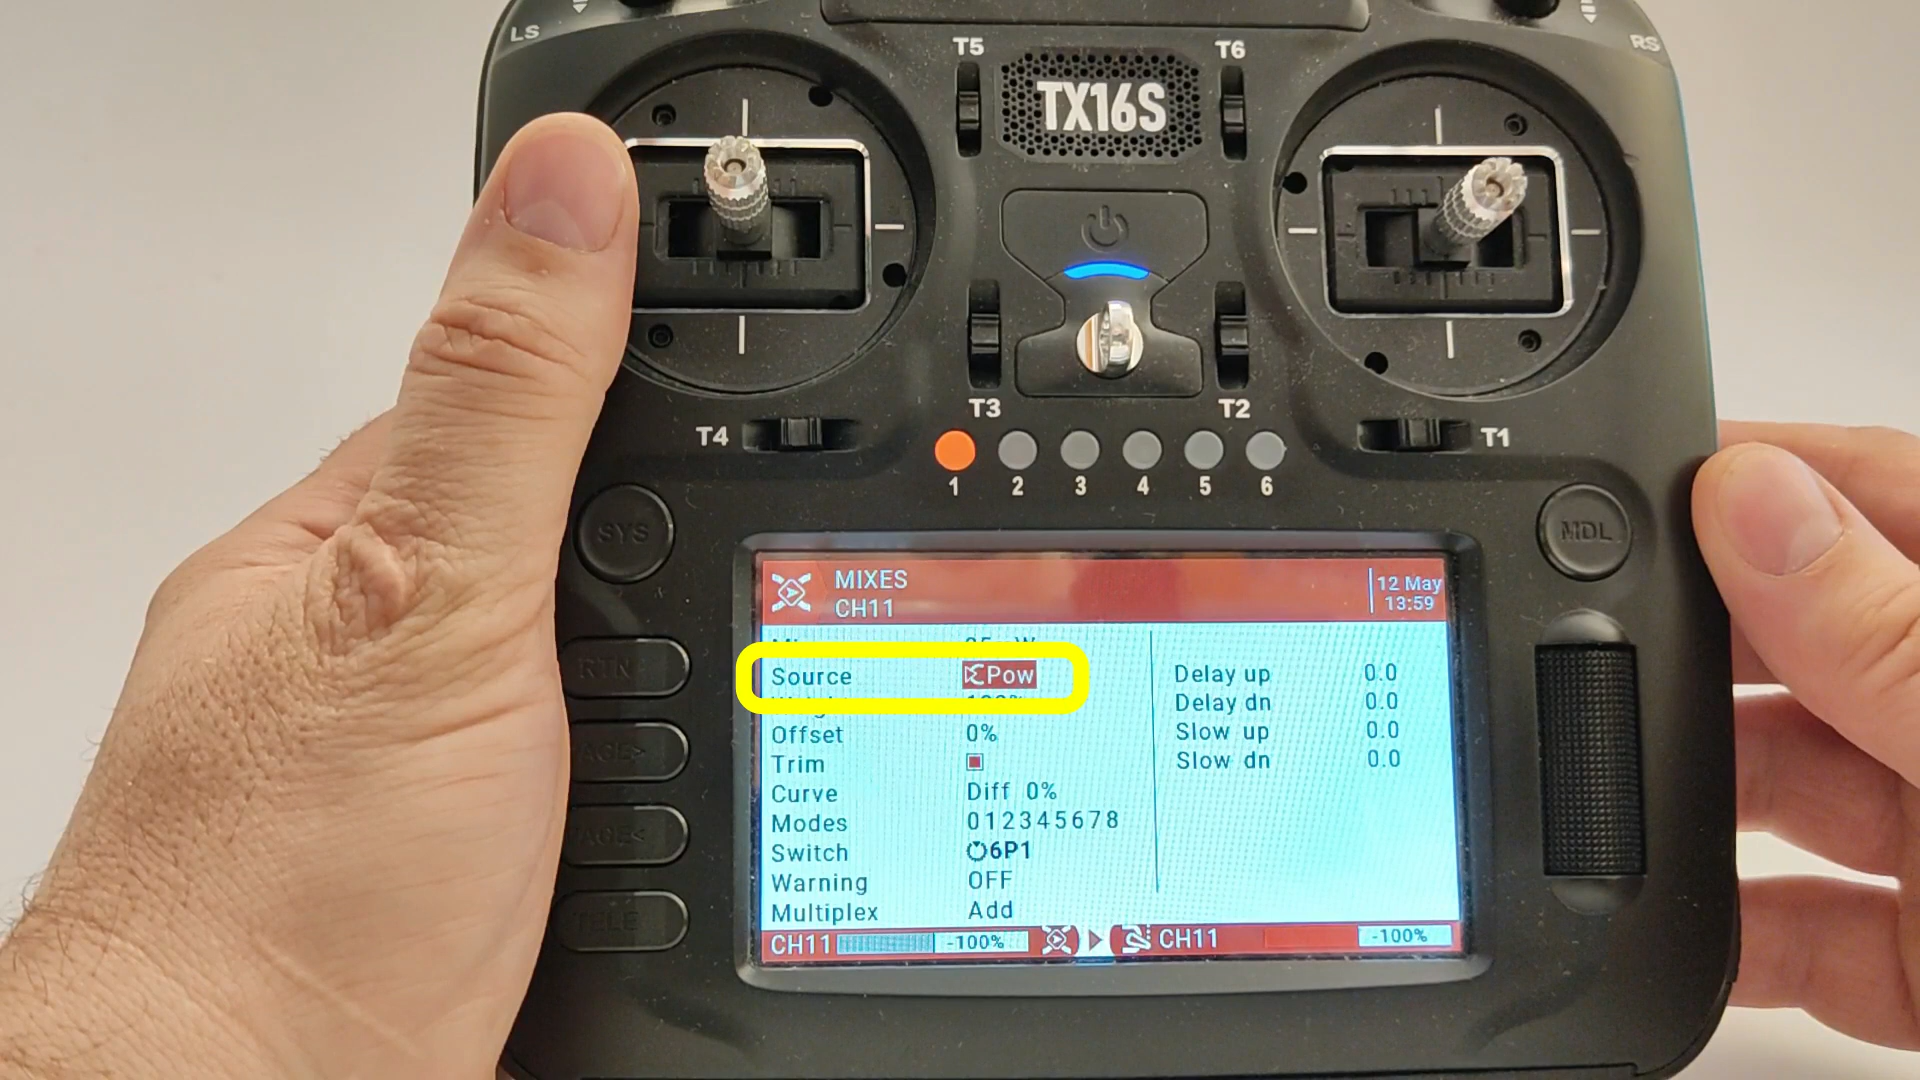 LS
RS
T5
T6
TX16S
T3
T2
T4
T1
1 2 3 4 5 6
SYS
MDL
RTN
TELE
MIXES
CH11
12 May
13:59
Source Pow
Offset 0%
Trim
Curve Diff 0%
Modes 012345678
Switch 6P1
Warning OFF
Multiplex Add
Delay up 0.0
Delay dn 0.0
Slow up 0.0
Slow dn 0.0
CH11 -100% CH11 -100%